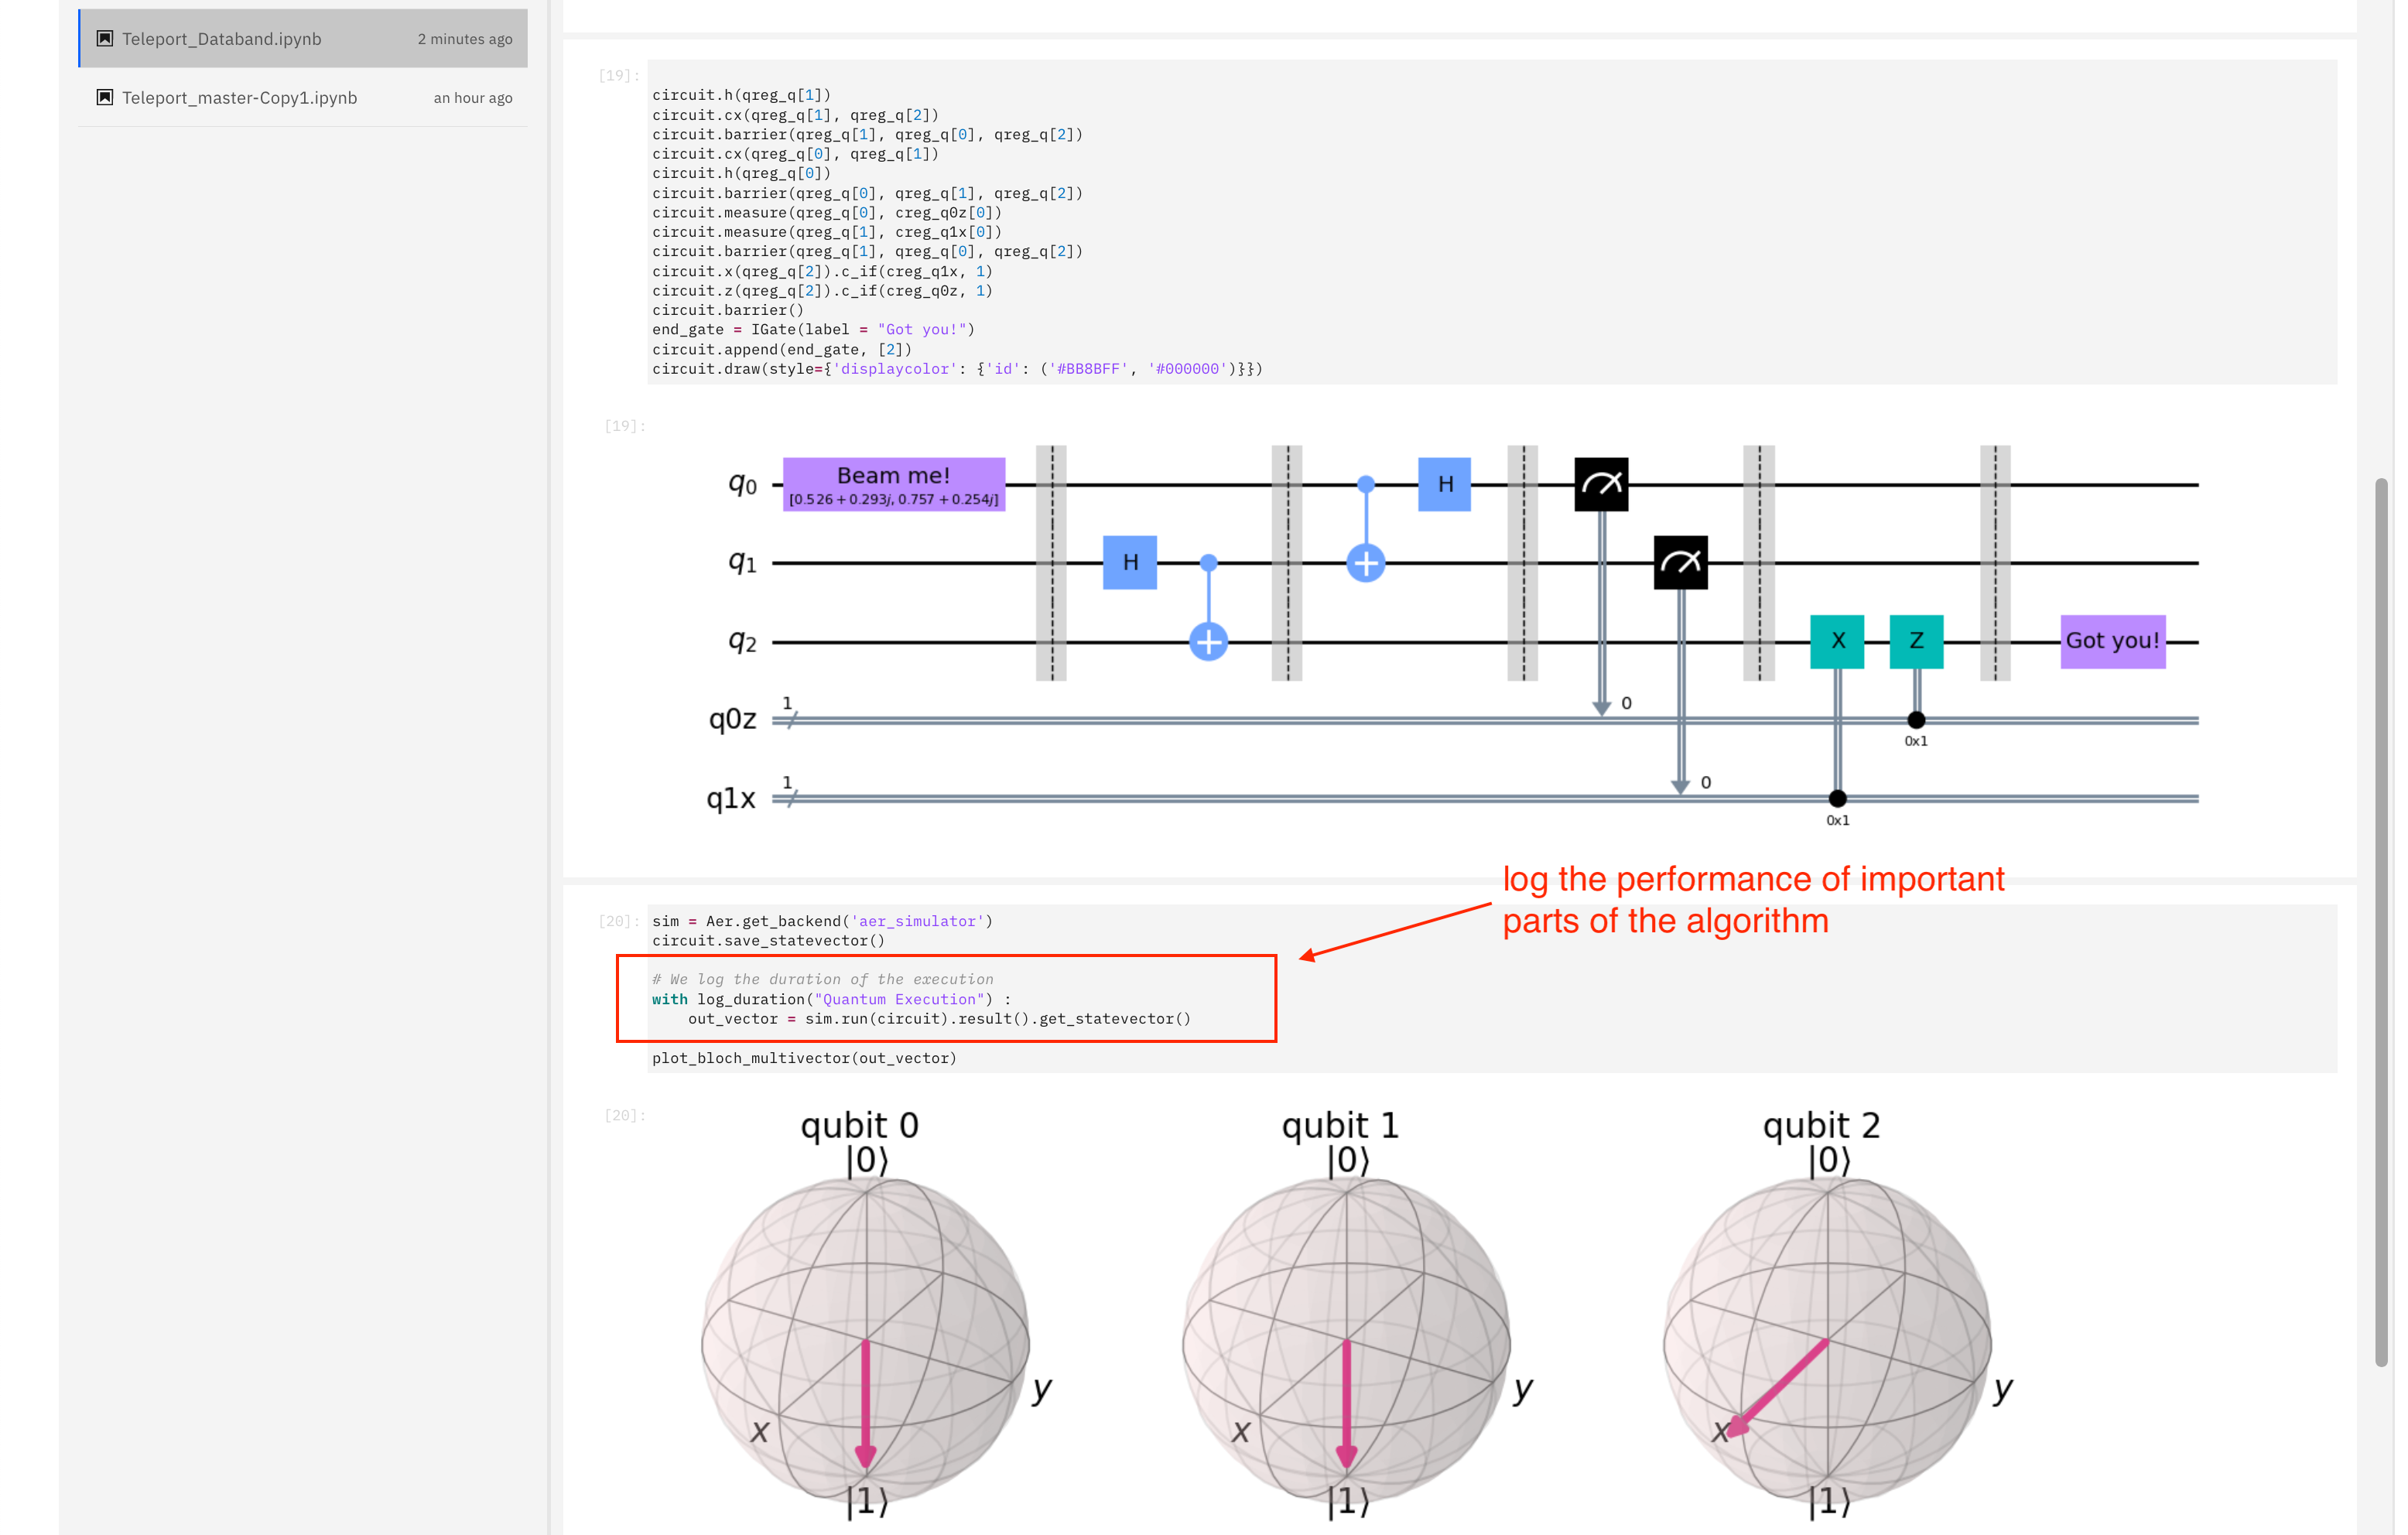 Teleport_Databand.ipynb 2 minutes ago
Teleport_master-Copy1.ipynb an hour ago
[19]:
circuit.h(qreg_q[1])
circuit.cx(qreg_q[1], qreg_q[2])
circuit.barrier(qreg_q[1], qreg_q[0], qreg_q[2])
circuit.cx(qreg_q[0], qreg_q[1])
circuit.h(qreg_q[0])
circuit.barrier(qreg_q[0], qreg_q[1], qreg_q[2])
circuit.measure(qreg_q[0], creg_q0z[0])
circuit.measure(qreg_q[1], creg_q1x[0])
circuit.barrier(qreg_q[1], qreg_q[0], qreg_q[2])
circuit.x(qreg_q[2]).c_if(creg_q1x, 1)
circuit.z(qreg_q[2]).c_if(creg_q0z, 1)
circuit.barrier()
end_gate = IGate(label = "Got you!")
circuit.append(end_gate, [2])
circuit.draw(style={'displaycolor': {'id': ('#BB8BFF', '#000000')}})
[19]:
q0 Beam me! H
[0.526 + 0.293j, 0.757 + 0.254j]
q1 H
q2 X Z Got you!
q0z 1 0
0x1
q1x 1 0
0x1
log the performance of important
parts of the algorithm
[20]: sim = Aer.get_backend('aer_simulator')
circuit.save_statevector()
# We log the duration of the execution
with log_duration("Quantum Execution") :
    out_vector = sim.run(circuit).result().get_statevector()
plot_bloch_multivector(out_vector)
[20]:
qubit 0 qubit 1 qubit 2
|0⟩ |0⟩ |0⟩
y y y
x x x
|1⟩ |1⟩ |1⟩